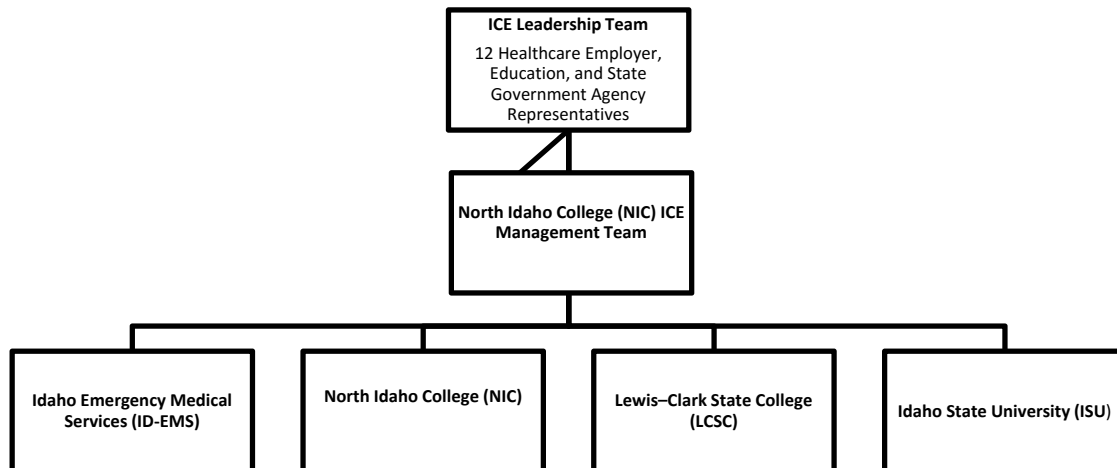 ICE Leadership Team
12 Healthcare Employer,
Education, and State
Government Agency
Representatives
North Idaho College (NIC) ICE
Management Team
Idaho Emergency Medical
Services (ID-EMS)
North Idaho College (NIC)
Lewis–Clark State College
(LCSC)
Idaho State University (ISU)